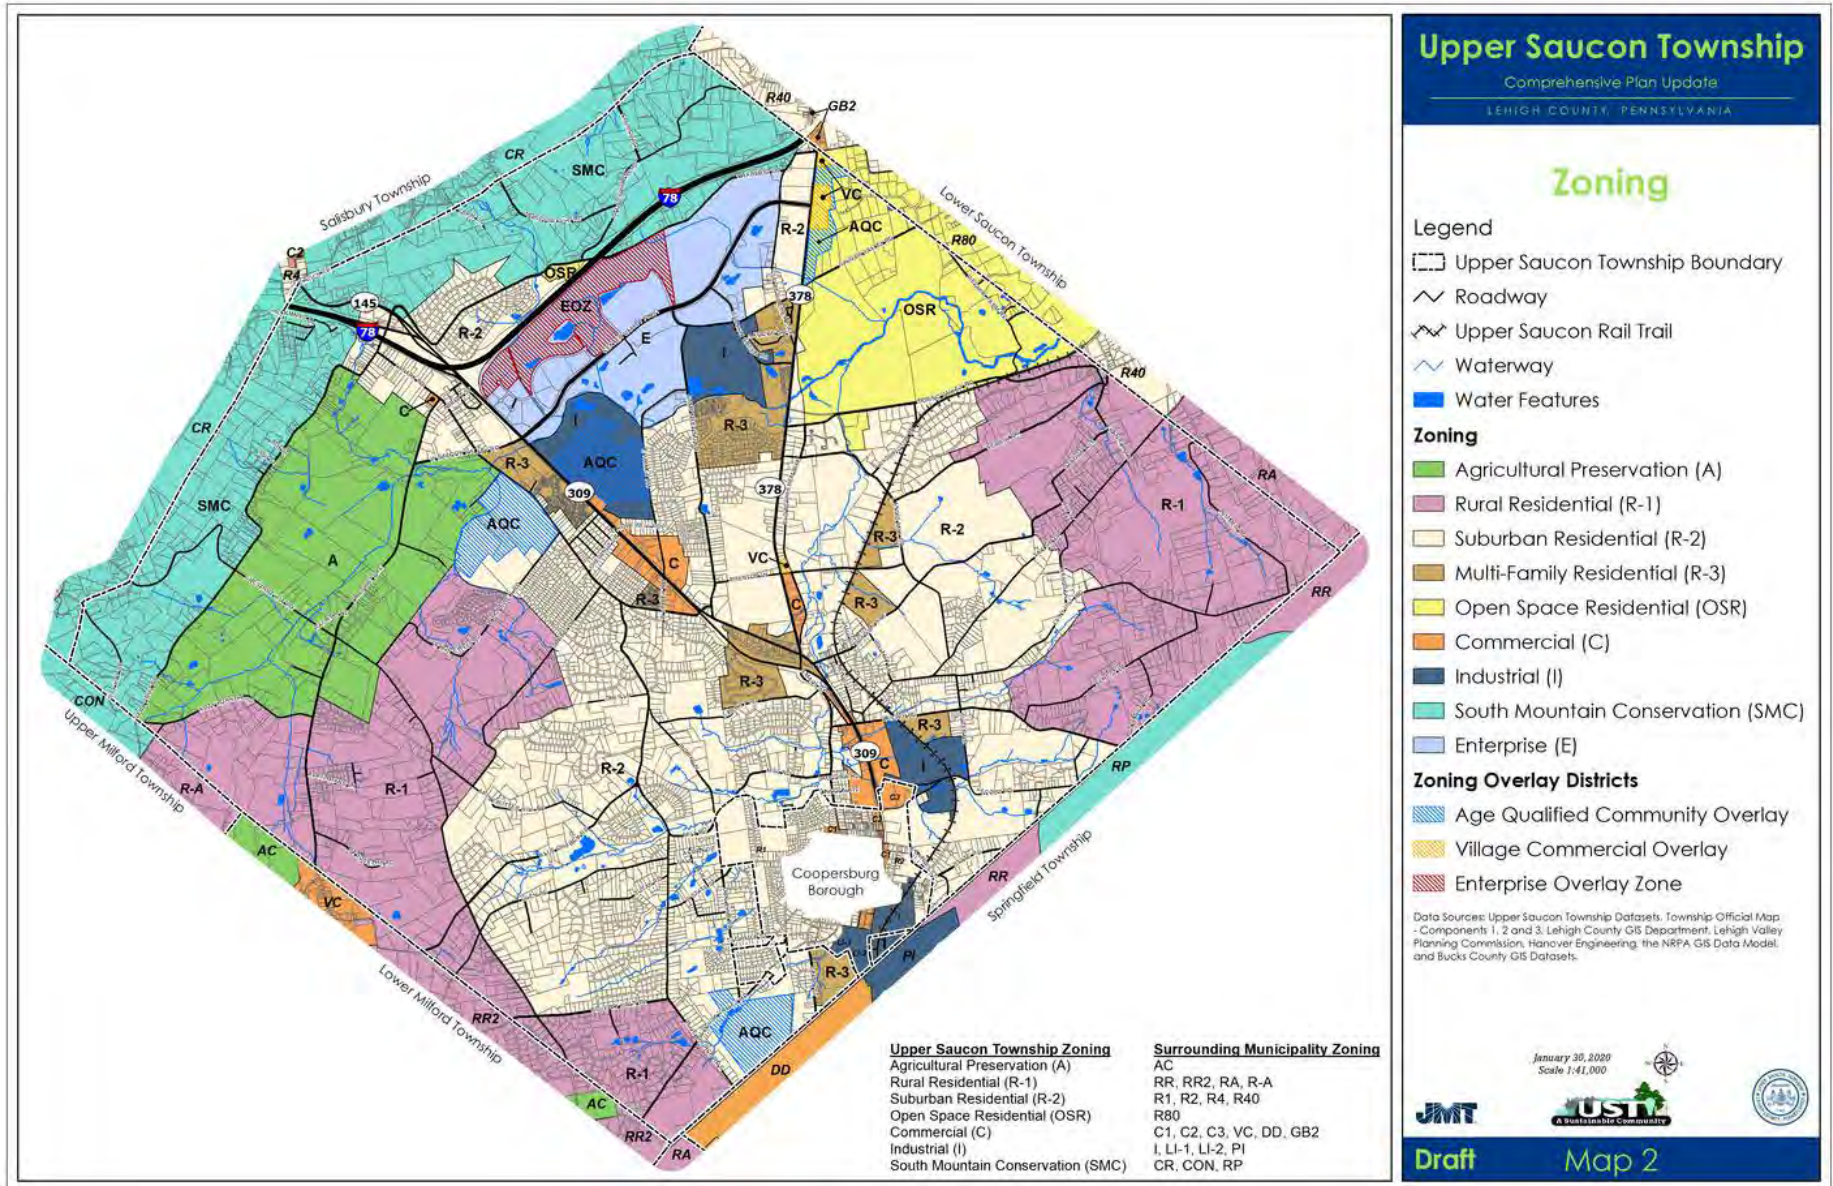 Upper Saucon Township
Comprehensive Plan Update
LEHIGH COUNTY, PENNSYLVANIA
Zoning
Legend
Upper Saucon Township Boundary
Roadway
Upper Saucon Rail Trail
Waterway
Water Features
Zoning
Agricultural Preservation (A)
Rural Residential (R-1)
Suburban Residential (R-2)
Multi-Family Residential (R-3)
Open Space Residential (OSR)
Commercial (C)
Industrial (I)
South Mountain Conservation (SMC)
Enterprise (E)
Zoning Overlay Districts
Age Qualified Community Overlay
Village Commercial Overlay
Enterprise Overlay Zone
Data Sources: Upper Saucon Township Datasets, Township Official Map
- Components 1, 2 and 3, Lehigh County GIS Department, Lehigh Valley
Planning Commission, Hanover Engineering, the NRPA GIS Data Model,
and Bucks County GIS Datasets.
January 30, 2020
Scale 1:41,000
JMT
UST
A Sustainable Community
Draft
Map 2
R40
GB2
CR
SMC
Salisbury Township
78
VC
R-2
AQC
Lower Saucon Township
R80
C2
R4
OSR
145
378
EOZ
OSR
78
R-2
E
I
R40
C
CR
I
R-3
R-3
AQC
RA
309
378
SMC
AQC
R-1
R-3
R-2
VC
C
A
R-3
C
R-3
RR
R-3
CON
Upper Milford Township
R-3
309
C
I
RP
R-2
R-A
R-1
C3
C1
C3
R1
C1
R2
AC
Coopersburg
Borough
RR
Springfield Township
VC
PI
R-3
Lower Milford Township
RR2
AQC
DD
R-1
AC
RR2
RA
Upper Saucon Township Zoning
Agricultural Preservation (A)
Rural Residential (R-1)
Suburban Residential (R-2)
Open Space Residential (OSR)
Commercial (C)
Industrial (I)
South Mountain Conservation (SMC)
Surrounding Municipality Zoning
AC
RR, RR2, RA, R-A
R1, R2, R4, R40
R80
C1, C2, C3, VC, DD, GB2
I, LI-1, LI-2, PI
CR, CON, RP